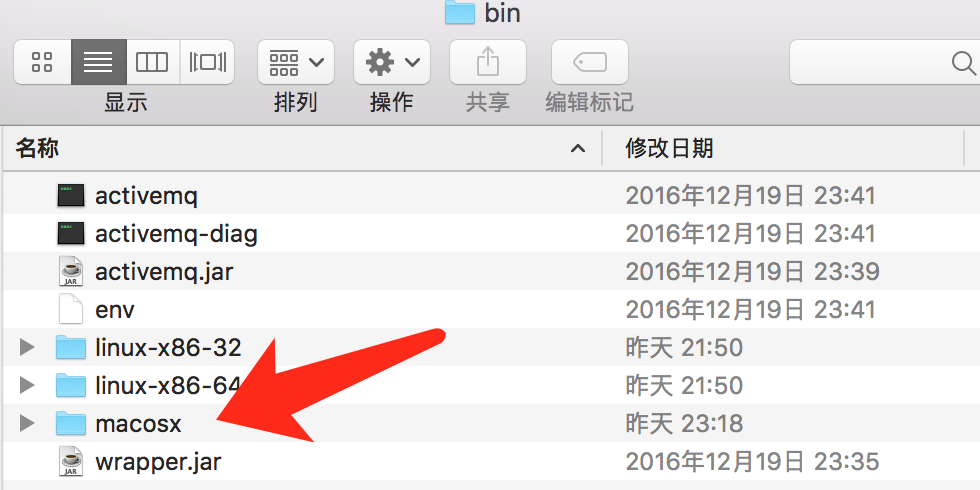 bin
显示 排列 操作 共享 编辑标记
名称 修改日期
activemq 2016年12月19日 23:41
activemq-diag 2016年12月19日 23:41
activemq.jar 2016年12月19日 23:39
env 2016年12月19日 23:41
linux-x86-32 昨天 21:50
linux-x86-64 昨天 21:50
macosx 昨天 23:18
wrapper.jar 2016年12月19日 23:35